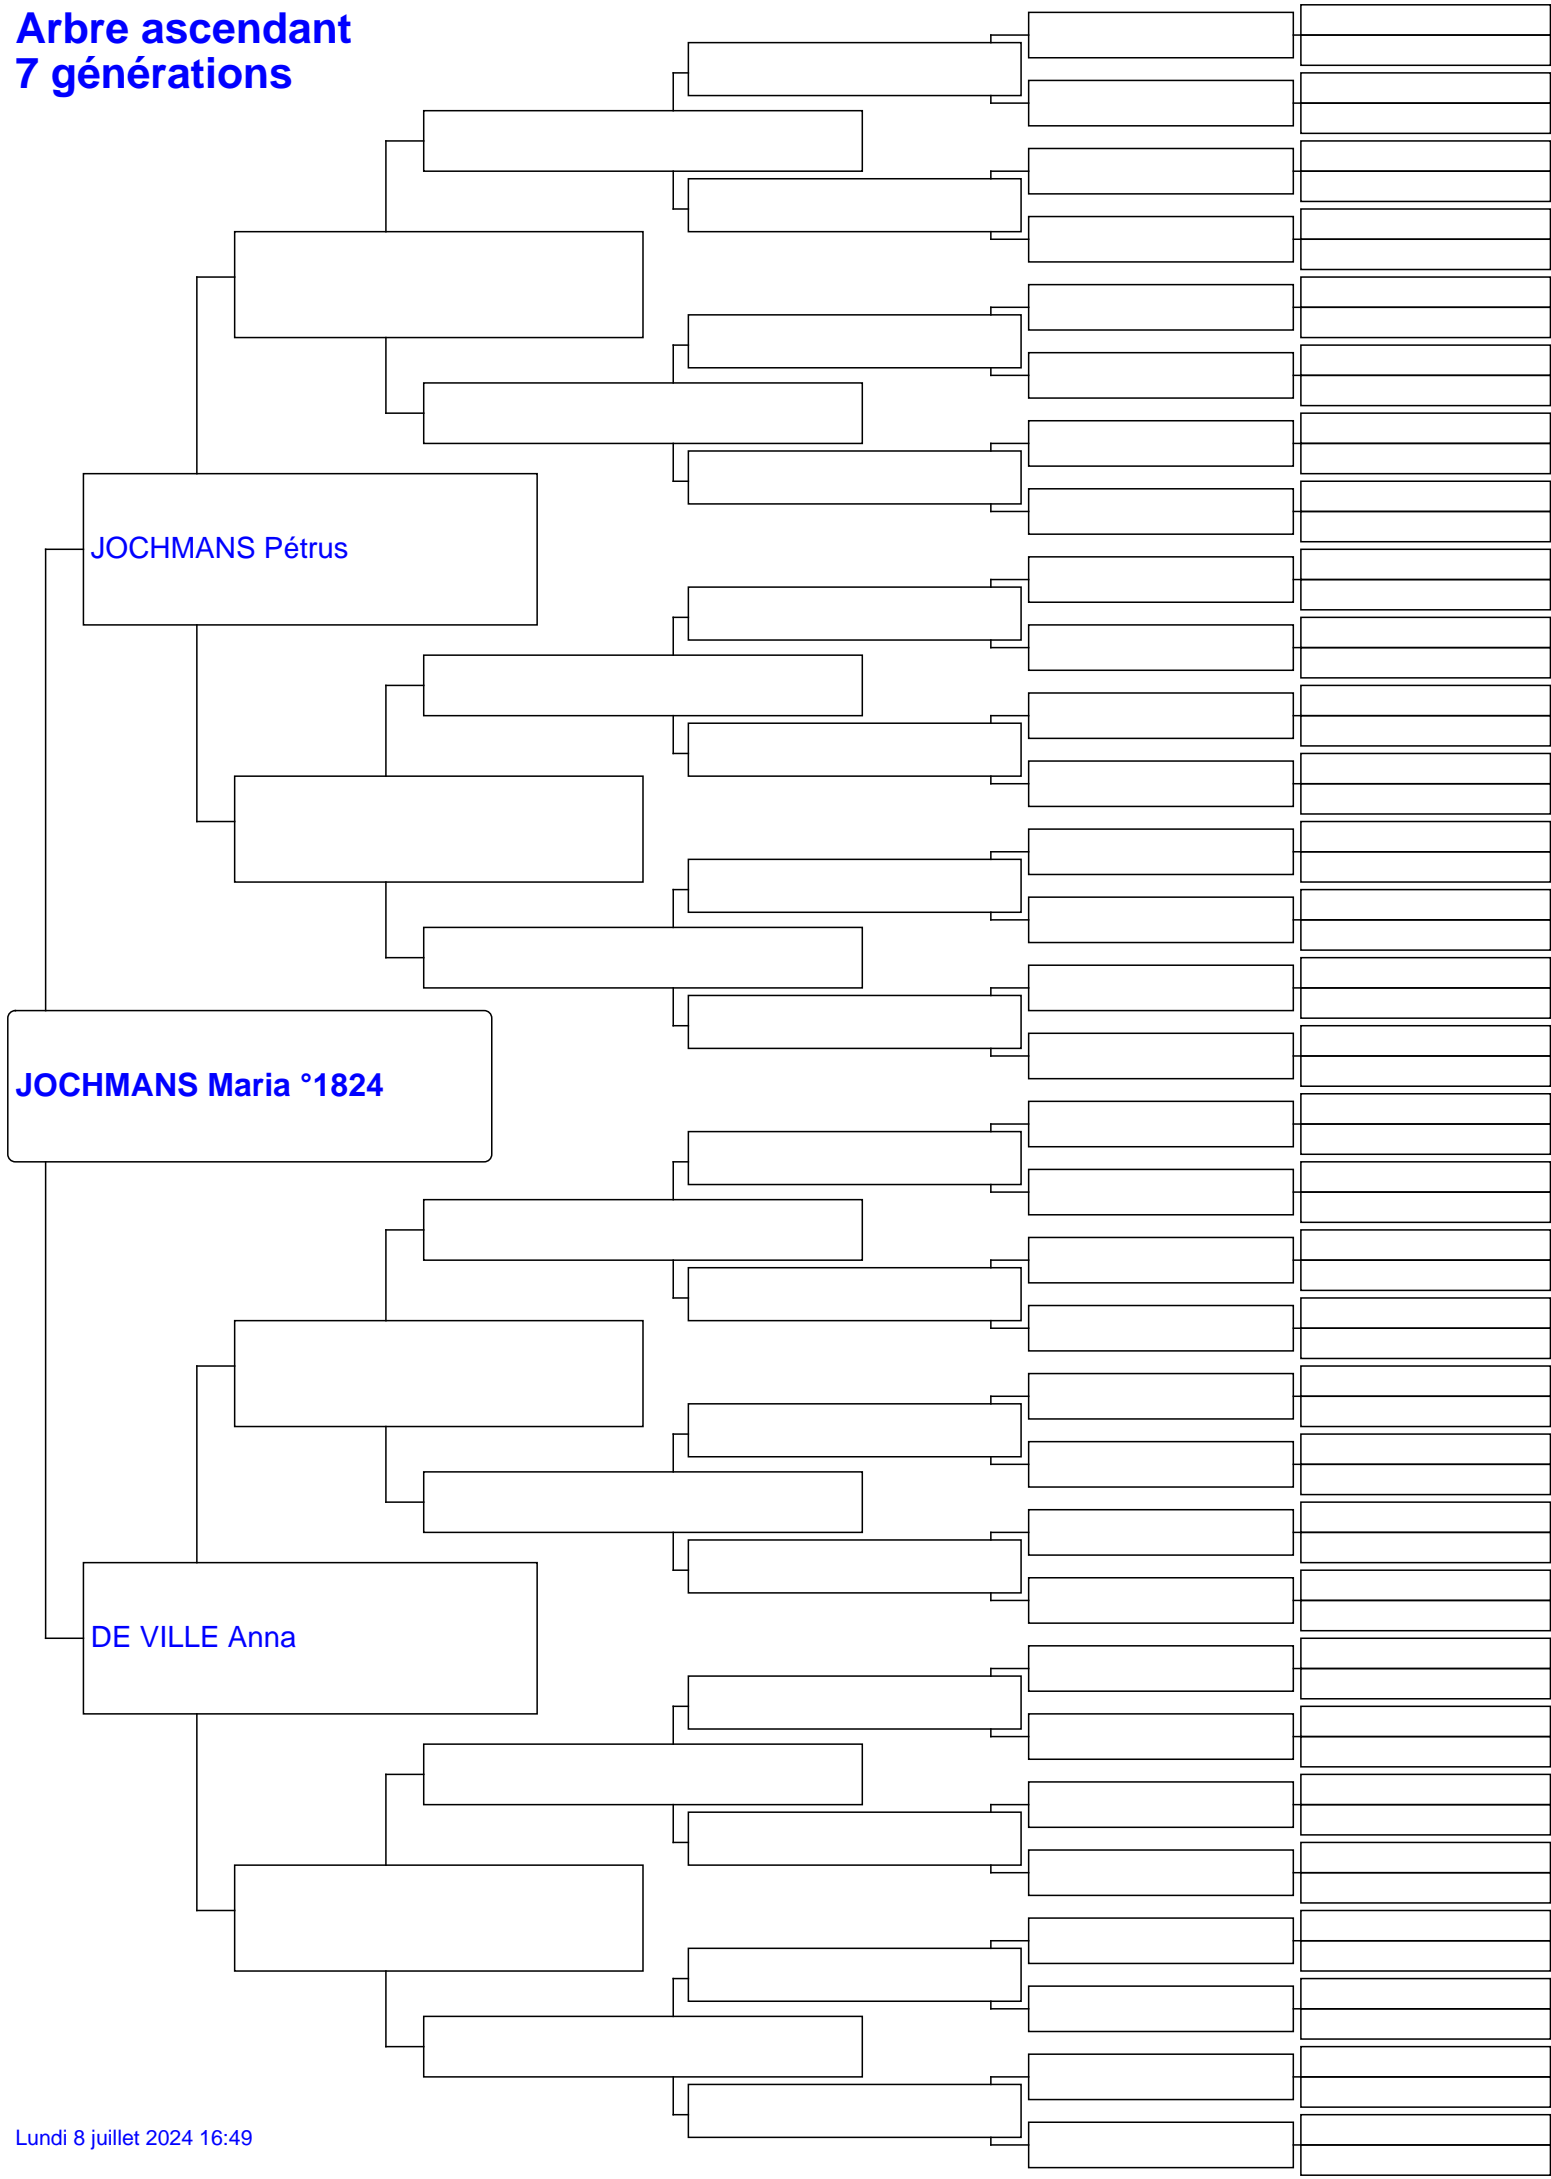 Arbre ascendant
7 générations
JOCHMANS Pétrus
JOCHMANS Maria °1824
DE VILLE Anna
Lundi 8 juillet 2024 16:49